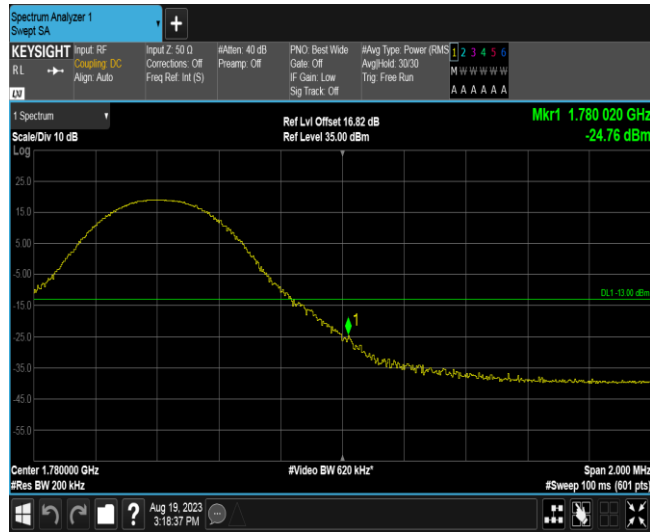 Spectrum Analyzer 1
Swept SA
KEYSIGHT
RL
LXI
Input: RF
Coupling: DC
Align: Auto
Input Z: 50 Ω
Corrections: Off
Freq Ref: Int (S)
#Atten: 40 dB
Preamp: Off
PNO: Best Wide
Gate: Off
IF Gain: Low
Sig Track: Off
#Avg Type: Power (RMS
Avg|Hold: 30/30
Trig: Free Run
1 2 3 4 5 6
M W W W W W
A A A A A A
1 Spectrum
Scale/Div 10 dB
Ref Lvl Offset 16.82 dB
Ref Level 35.00 dBm
Mkr1 1.780 020 GHz
-24.76 dBm
Log
25.0
15.0
5.00
-5.00
DL1 -13.00 dBm
-15.0
1
-25.0
-35.0
-45.0
-55.0
Center 1.780000 GHz
#Video BW 620 kHz*
Span 2.000 MHz
#Res BW 200 kHz
#Sweep 100 ms (601 pts)
?
Aug 19, 2023
3:18:37 PM